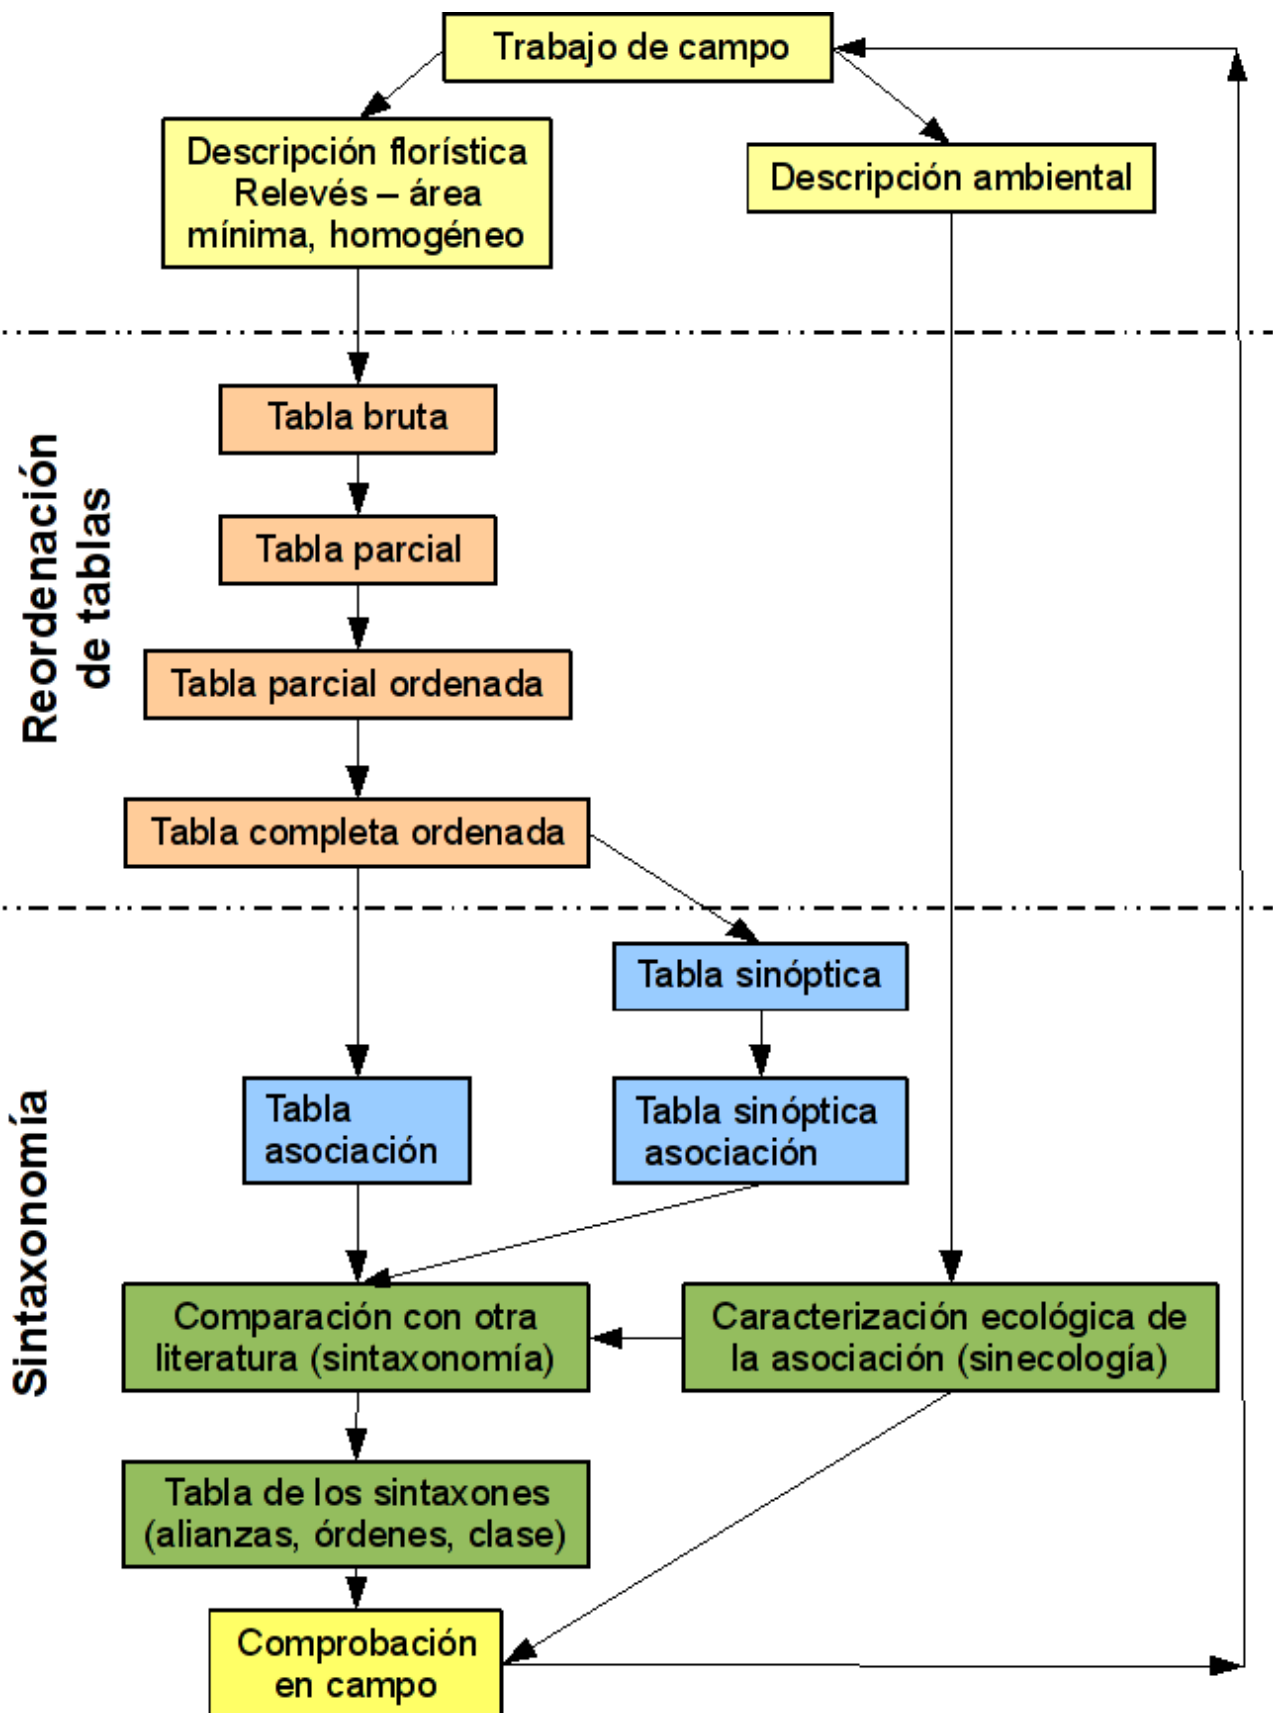 Trabajo de campo
Descripción florística
Relevés – área
mínima, homogéneo
Descripción ambiental
Reordenación
de tablas
Tabla bruta
Tabla parcial
Tabla parcial ordenada
Tabla completa ordenada
Sintaxonomía
Tabla sinóptica
Tabla
asociación
Tabla sinóptica
asociación
Comparación con otra
literatura (sintaxonomía)
Caracterización ecológica de
la asociación (sinecología)
Tabla de los sintaxones
(alianzas, órdenes, clase)
Comprobación
en campo